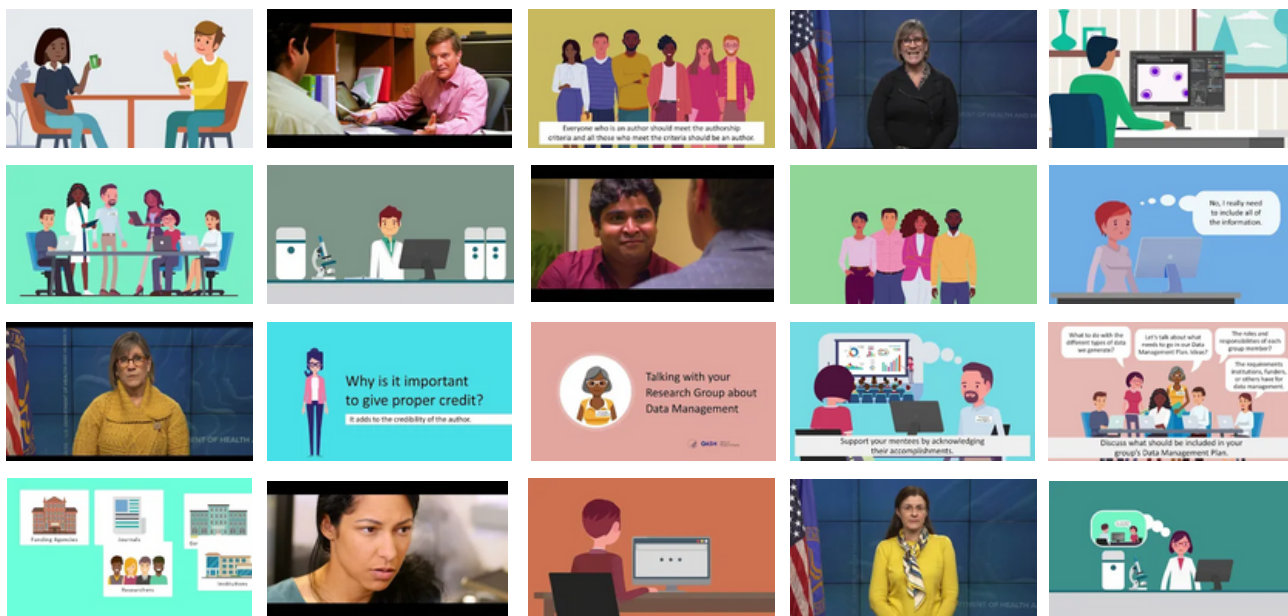 Everyone who is an author should meet the authorship
criteria and all those who meet the criteria should be an author.
No, I really need
to include all of
the information.
Why is it important
to give proper credit?
It adds to the credibility of the author.
Talking with your
Research Group about
Data Management
Support your mentees by acknowledging
their accomplishments.
What to do with the
different types of data
we generate?
Let's talk about what
needs to go in our Data
Management Plan. Ideas?
The roles and
responsibilities of each
group member?
The requirements
institutions, funders,
or others have for
data management.
Discuss what should be included in your
group's Data Management Plan.
Funding Agencies
Journals
Researchers
Institutions